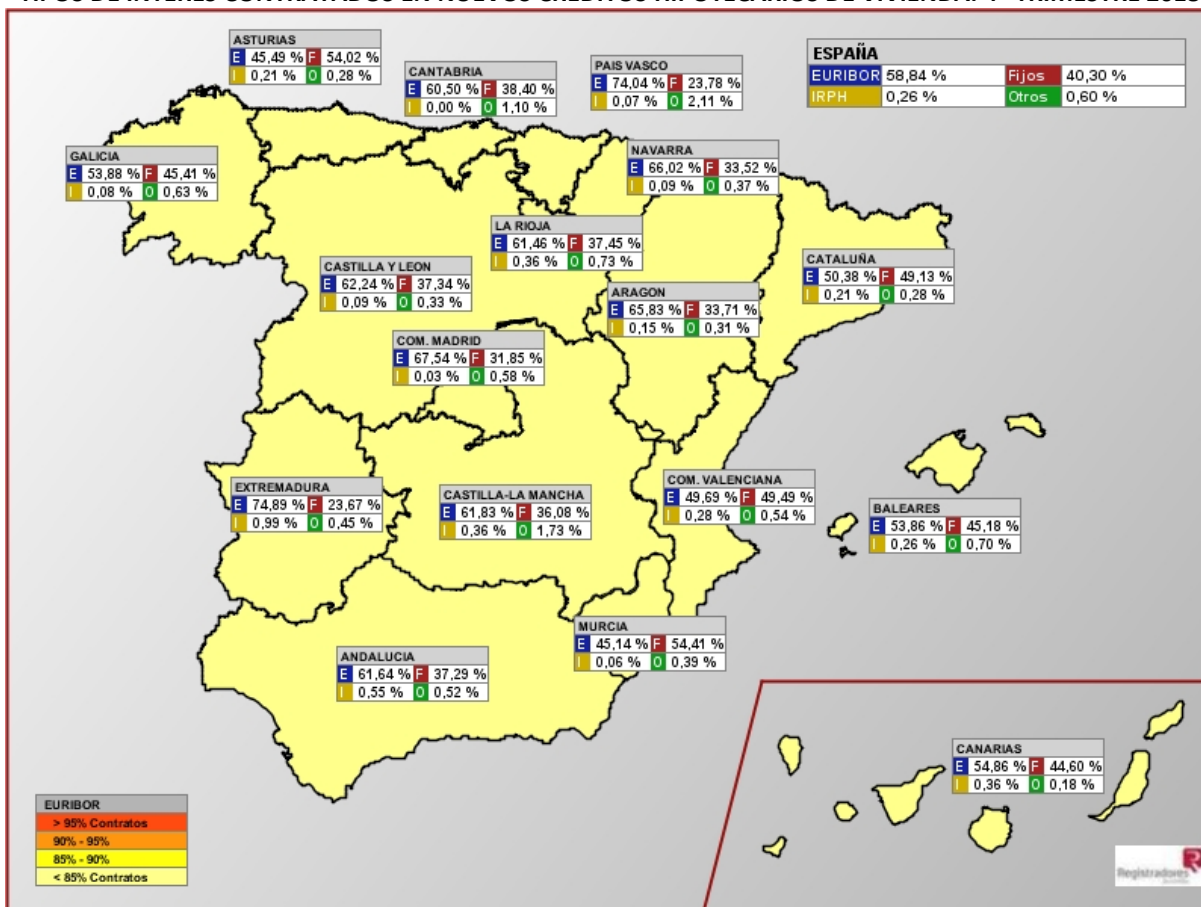 ASTURIAS
E 45,49 % F 54,02 %
I 0,21 % O 0,28 %
CANTABRIA
E 60,50 % F 38,40 %
I 0,00 % O 1,10 %
PAIS VASCO
E 74,04 % F 23,78 %
I 0,07 % O 2,11 %
ESPAÑA
EURIBOR 58,84 % Fijos 40,30 %
IRPH 0,26 % Otros 0,60 %
GALICIA
E 53,88 % F 45,41 %
I 0,08 % O 0,63 %
NAVARRA
E 66,02 % F 33,52 %
I 0,09 % O 0,37 %
LA RIOJA
E 61,46 % F 37,45 %
I 0,36 % O 0,73 %
CASTILLA Y LEON
E 62,24 % F 37,34 %
I 0,09 % O 0,33 %
CATALUÑA
E 50,38 % F 49,13 %
I 0,21 % O 0,28 %
ARAGON
E 65,83 % F 33,71 %
I 0,15 % O 0,31 %
COM. MADRID
E 67,54 % F 31,85 %
I 0,03 % O 0,58 %
EXTREMADURA
E 74,89 % F 23,67 %
I 0,99 % O 0,45 %
CASTILLA-LA MANCHA
E 61,83 % F 36,08 %
I 0,36 % O 1,73 %
COM. VALENCIANA
E 49,69 % F 49,49 %
I 0,28 % O 0,54 %
BALEARES
E 53,86 % F 45,18 %
I 0,26 % O 0,70 %
MURCIA
E 45,14 % F 54,41 %
I 0,06 % O 0,39 %
ANDALUCIA
E 61,64 % F 37,29 %
I 0,55 % O 0,52 %
CANARIAS
E 54,86 % F 44,60 %
I 0,36 % O 0,18 %
EURIBOR
> 95% Contratos
90% - 95%
85% - 90%
< 85% Contratos
Registradores